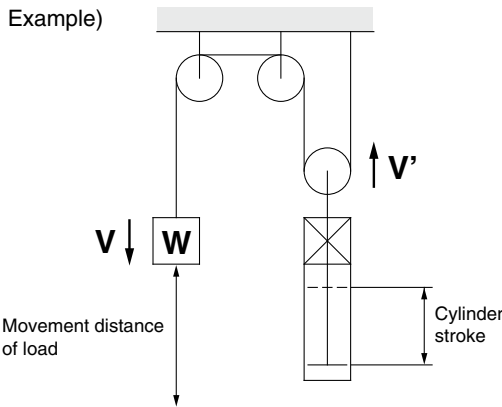 Example)
V’
V
W
Movement distance
of load
Cylinder
stroke